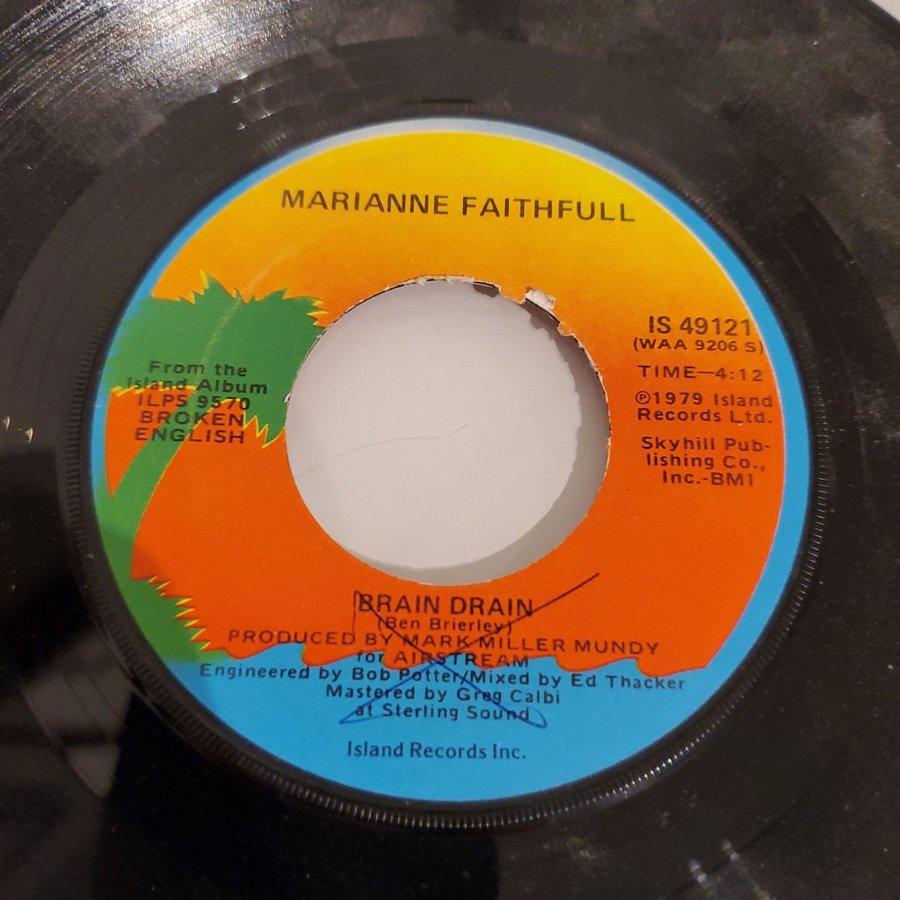 MARIANNE FAITHFULL
From the
Island Album
ILPS 9570
BROKEN
ENGLISH
IS 49121
(WAA 9206 S)
TIME—4:12
℗1979 Island
Records Ltd.
Skyhill Pub-
lishing Co.,
Inc.-BMI
BRAIN DRAIN
(Ben Brierley)
PRODUCED BY MARK MILLER MUNDY
for AIRSTREAM
Engineered by Bob Potter/Mixed by Ed Thacker
Mastered by Greg Calbi
at Sterling Sound
Island Records Inc.